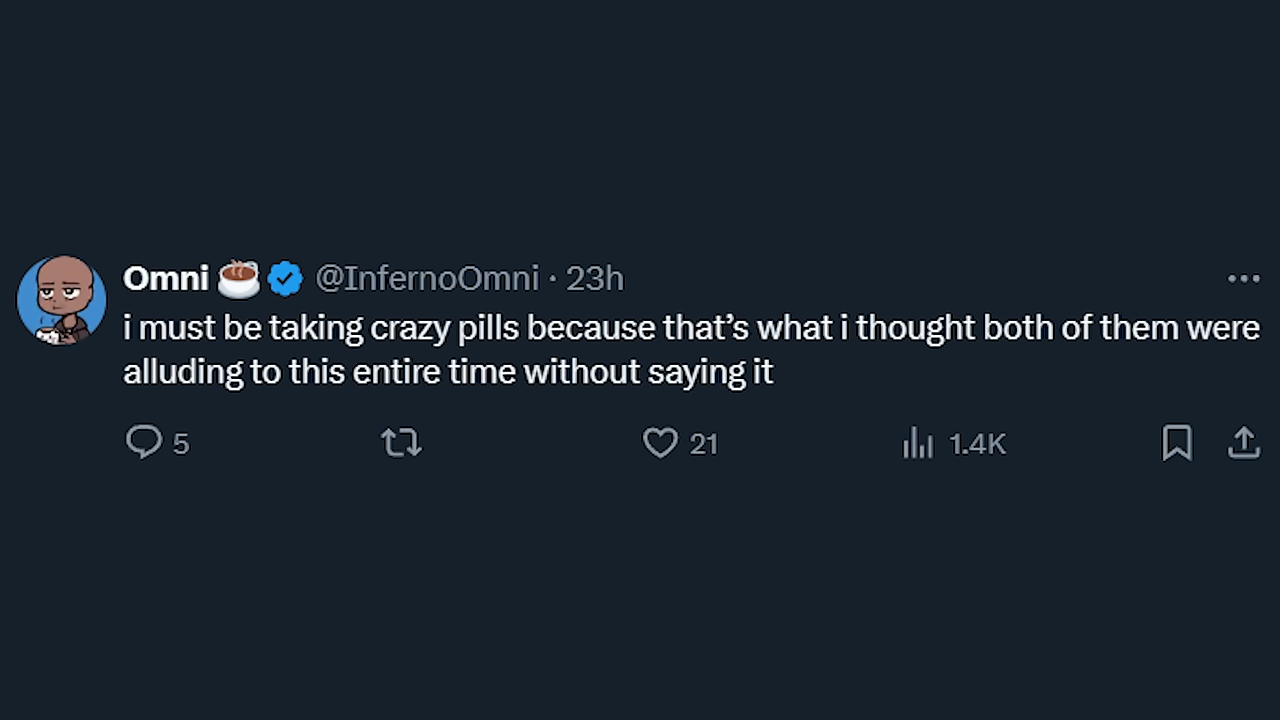 Omni ☕ @InfernoOmni · 23h
i must be taking crazy pills because that’s what i thought both of them were
alluding to this entire time without saying it
5 21 1.4K